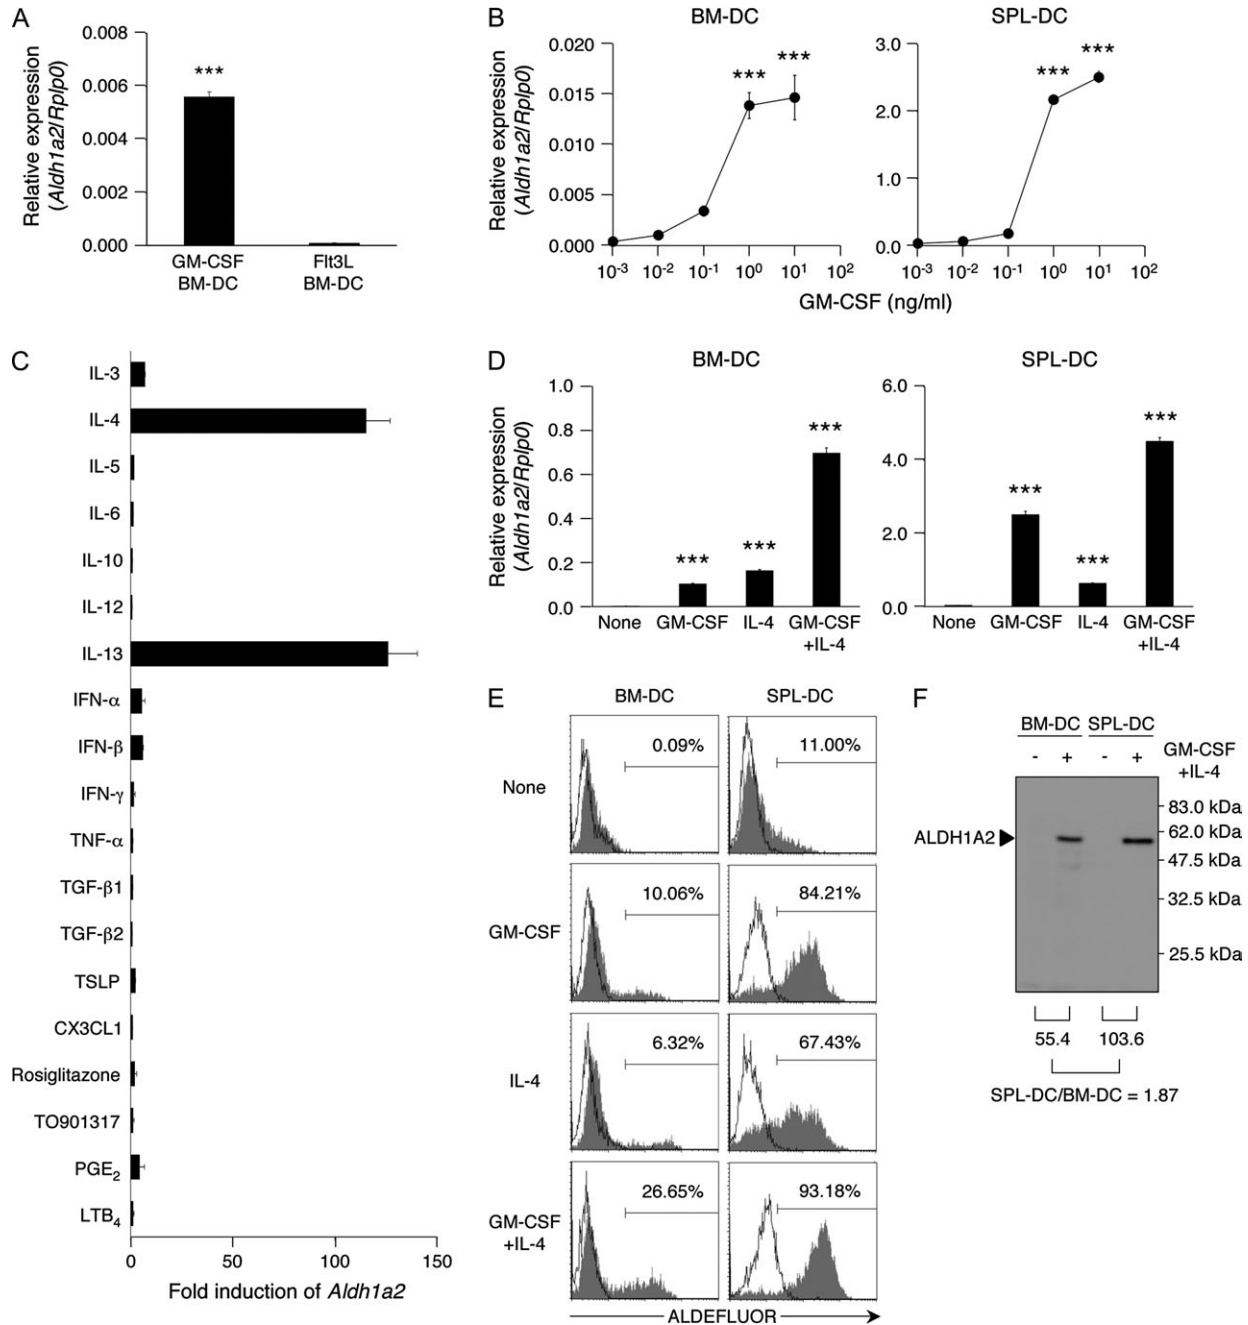 A
Relative expression
(Aldh1a2/Rplp0)
0.008
0.006
0.004
0.002
0.000
***
GM-CSF
BM-DC
Flt3L
BM-DC
B
BM-DC
SPL-DC
Relative expression
(Aldh1a2/Rplp0)
0.020
0.015
0.010
0.005
0.000
*** ***
10⁻³ 10⁻² 10⁻¹ 10⁰ 10¹ 10²
3.0
2.0
1.0
0.0
*** ***
10⁻³ 10⁻² 10⁻¹ 10⁰ 10¹ 10²
GM-CSF (ng/ml)
C
IL-3
IL-4
IL-5
IL-6
IL-10
IL-12
IL-13
IFN-α
IFN-β
IFN-γ
TNF-α
TGF-β1
TGF-β2
TSLP
CX3CL1
Rosiglitazone
TO901317
PGE₂
LTB₄
0 50 100 150
Fold induction of Aldh1a2
D
BM-DC
SPL-DC
Relative expression
(Aldh1a2/Rplp0)
1.0
0.8
0.6
0.4
0.2
0.0
*** *** ***
None GM-CSF IL-4 GM-CSF
+IL-4
6.0
4.0
2.0
0.0
*** *** ***
None GM-CSF IL-4 GM-CSF
+IL-4
E
BM-DC SPL-DC
None
0.09% 11.00%
GM-CSF
10.06% 84.21%
IL-4
6.32% 67.43%
GM-CSF
+IL-4
26.65% 93.18%
ALDEFLUOR
F
BM-DC SPL-DC
- + - + GM-CSF
+IL-4
ALDH1A2
83.0 kDa
62.0 kDa
47.5 kDa
32.5 kDa
25.5 kDa
55.4 103.6
SPL-DC/BM-DC = 1.87